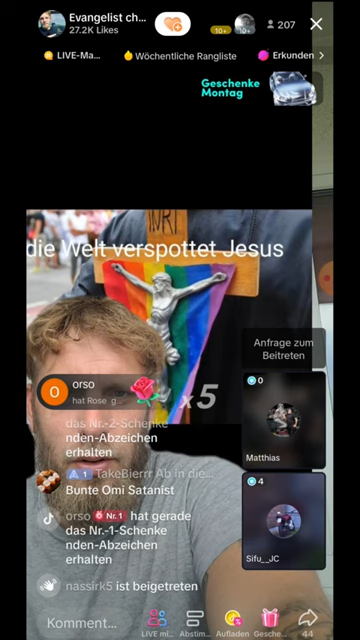 Evangelist ch...
27.2K Likes
10+
10+
207
LIVE-Ma...
Wöchentliche Rangliste
Erkunden
Geschenke
Montag
die Welt verspottet Jesus
Anfrage zum
Beitreten
0
Matthias
4
Sifu__JC
O
orso
hat Rose g...
x5
das Nr.-2-Schenke
nden-Abzeichen
erhalten
1 TakeBierrr Ab in die...
Bunte Omi Satanist
orso Nr. 1 hat gerade
das Nr.-1-Schenke
nden-Abzeichen
erhalten
nassirk5 ist beigetreten
Komment...
LIVE mi...
Abstim...
Aufladen
Gesche...
44